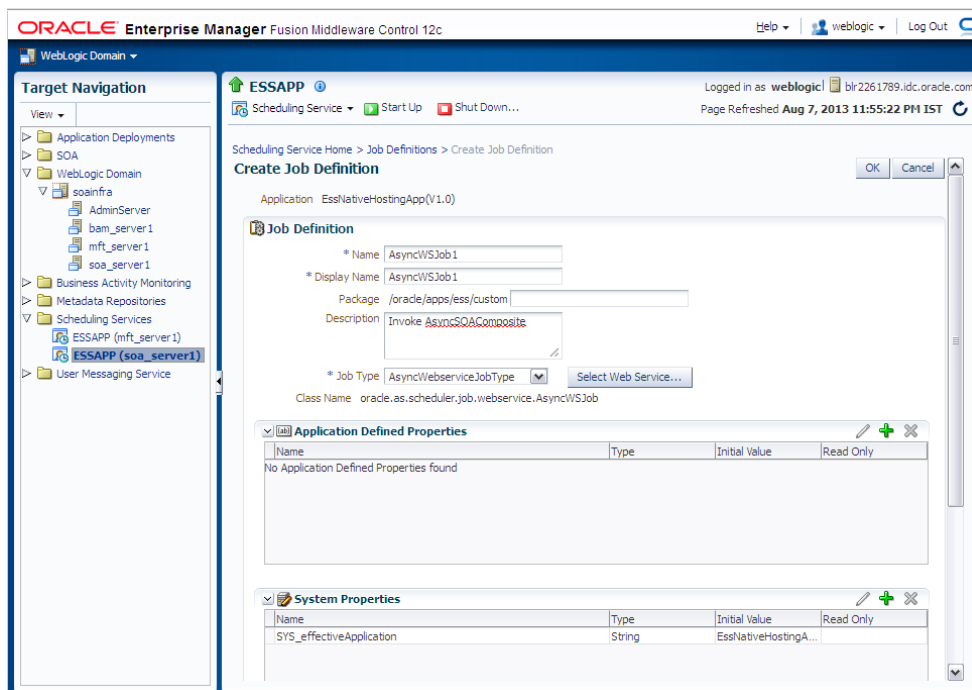 ORACLE Enterprise Manager Fusion Middleware Control 12c
Help weblogic Log Out
WebLogic Domain
Target Navigation
View
Application Deployments
SOA
WebLogic Domain
soainfra
AdminServer
bam_server1
mft_server1
soa_server1
Business Activity Monitoring
Metadata Repositories
Scheduling Services
ESSAPP (mft_server1)
ESSAPP (soa_server1)
User Messaging Service
ESSAPP
Logged in as weblogic blr2261789.idc.oracle.com
Scheduling Service Start Up Shut Down...
Page Refreshed Aug 7, 2013 11:55:22 PM IST
Scheduling Service Home > Job Definitions > Create Job Definition
Create Job Definition
OK Cancel
Application EssNativeHostingApp(V1.0)
Job Definition
* Name AsyncWSJob1
* Display Name AsyncWSJob1
Package /oracle/apps/ess/custom
Description Invoke AsyncSOAComposite
* Job Type AsyncWebserviceJobType Select Web Service...
Class Name oracle.as.scheduler.job.webservice.AsyncWSJob
Application Defined Properties
Name Type Initial Value Read Only
No Application Defined Properties found
System Properties
Name Type Initial Value Read Only
SYS_effectiveApplication String EssNativeHostingA...